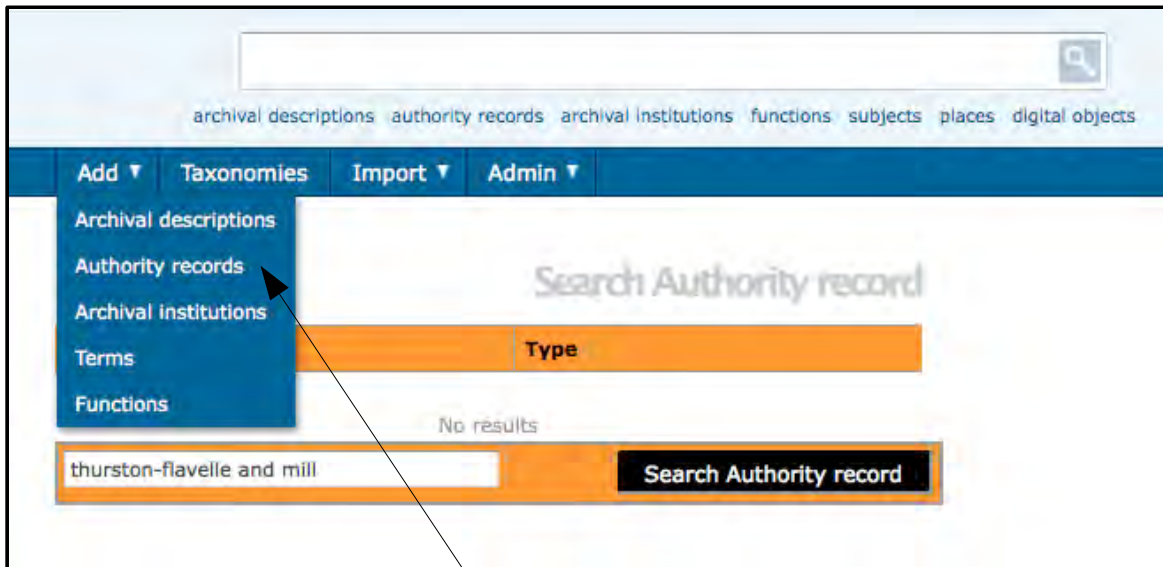 archival descriptions authority records archival institutions functions subjects places digital objects
Add ▼ Taxonomies Import ▼ Admin ▼
Archival descriptions
Authority records
Archival institutions
Terms
Functions
Search Authority record
Type
No results
thurston-flavelle and mill
Search Authority record